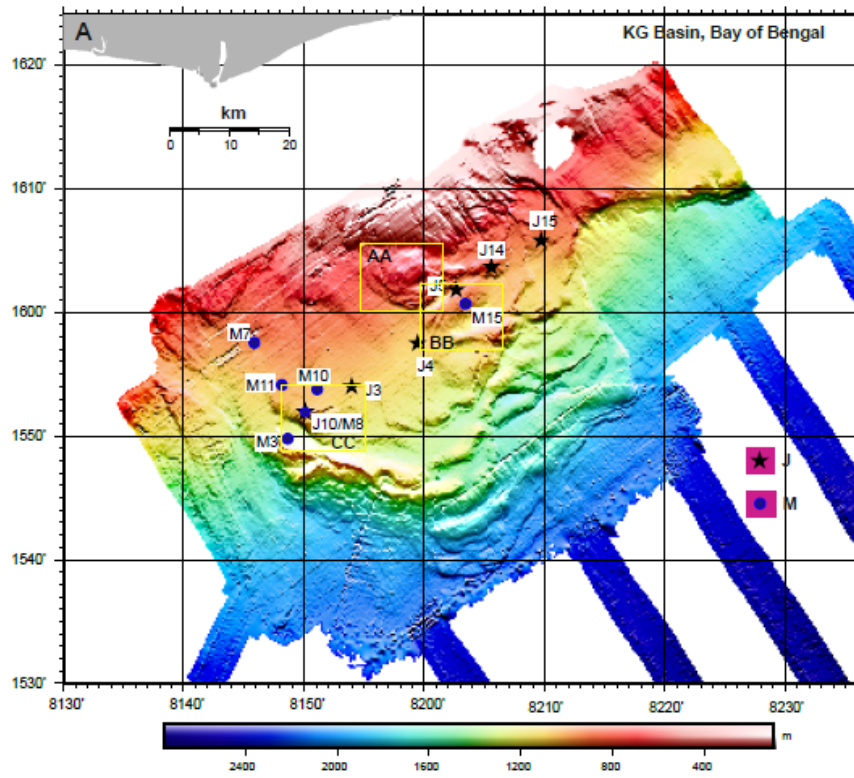 A
KG Basin, Bay of Bengal
1620'
km
0 10 20
1610'
J15
J14
AA
J5
1600'
M15
M7
BB
J4
M10
M11
J3
J10/M8
M3
CC
1550'
J
M
1540'
1530'
8130' 8140' 8150' 8200' 8210' 8220' 8230'
m
2400 2000 1600 1200 800 400